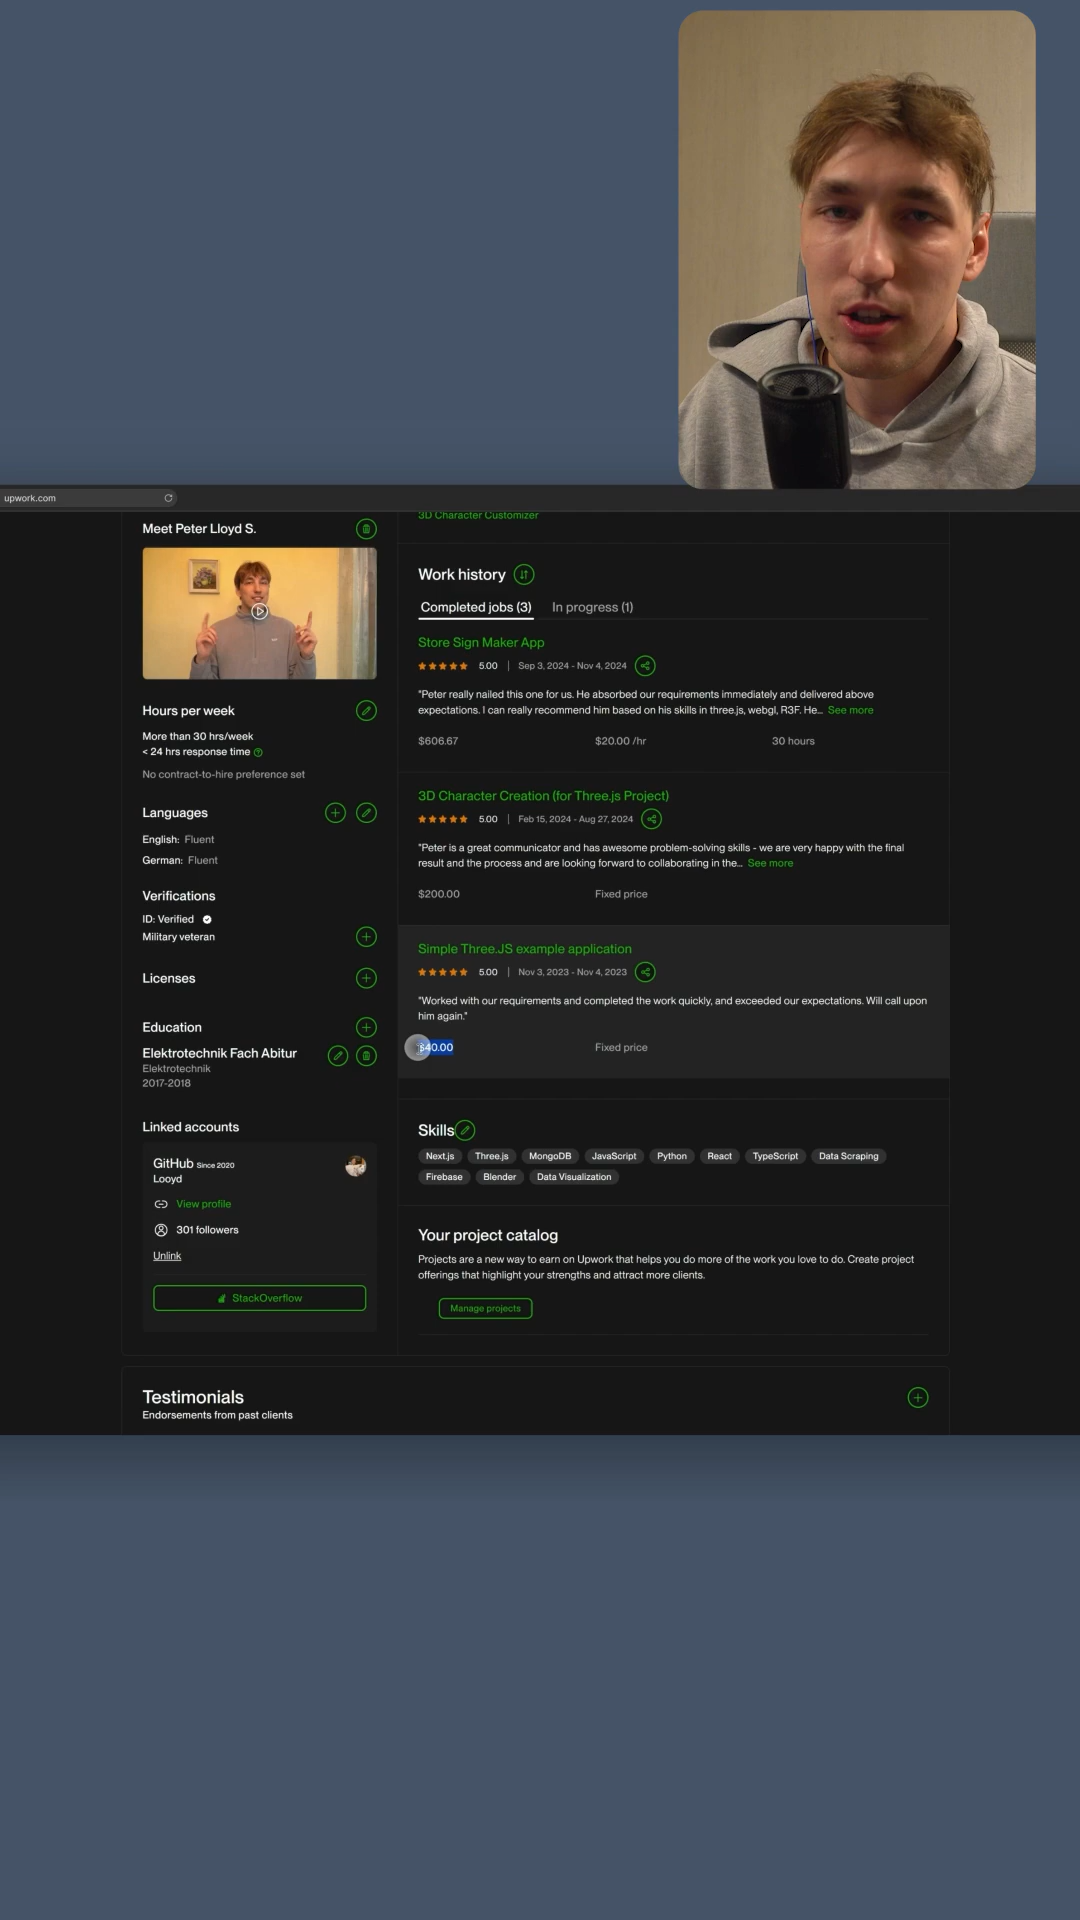 upwork.com
Meet Peter Lloyd S.
Hours per week
More than 30 hrs/week
< 24 hrs response time
No contract-to-hire preference set
Languages
English: Fluent
German: Fluent
Verifications
ID: Verified
Military veteran
Licenses
Education
Elektrotechnik Fach Abitur
Elektrotechnik
2017-2018
Linked accounts
GitHub Since 2020
Looyd
View profile
301 followers
Unlink
StackOverflow
3D Character Customizer
Work history
Completed jobs (3) In progress (1)
Store Sign Maker App
5.00 | Sep 3, 2024 - Nov 4, 2024
"Peter really nailed this one for us. He absorbed our requirements immediately and delivered above
expectations. I can really recommend him based on his skills in three.js, webgl, R3F. He… See more
$606.67 $20.00 /hr 30 hours
3D Character Creation (for Three.js Project)
5.00 | Feb 15, 2024 - Aug 27, 2024
"Peter is a great communicator and has awesome problem-solving skills - we are very happy with the final
result and the process and are looking forward to collaborating in the… See more
$200.00 Fixed price
Simple Three.JS example application
5.00 | Nov 3, 2023 - Nov 4, 2023
"Worked with our requirements and completed the work quickly, and exceeded our expectations. Will call upon
him again."
$40.00 Fixed price
Skills
Next.js Three.js MongoDB JavaScript Python React TypeScript Data Scraping
Firebase Blender Data Visualization
Your project catalog
Projects are a new way to earn on Upwork that helps you do more of the work you love to do. Create project
offerings that highlight your strengths and attract more clients.
Manage projects
Testimonials
Endorsements from past clients